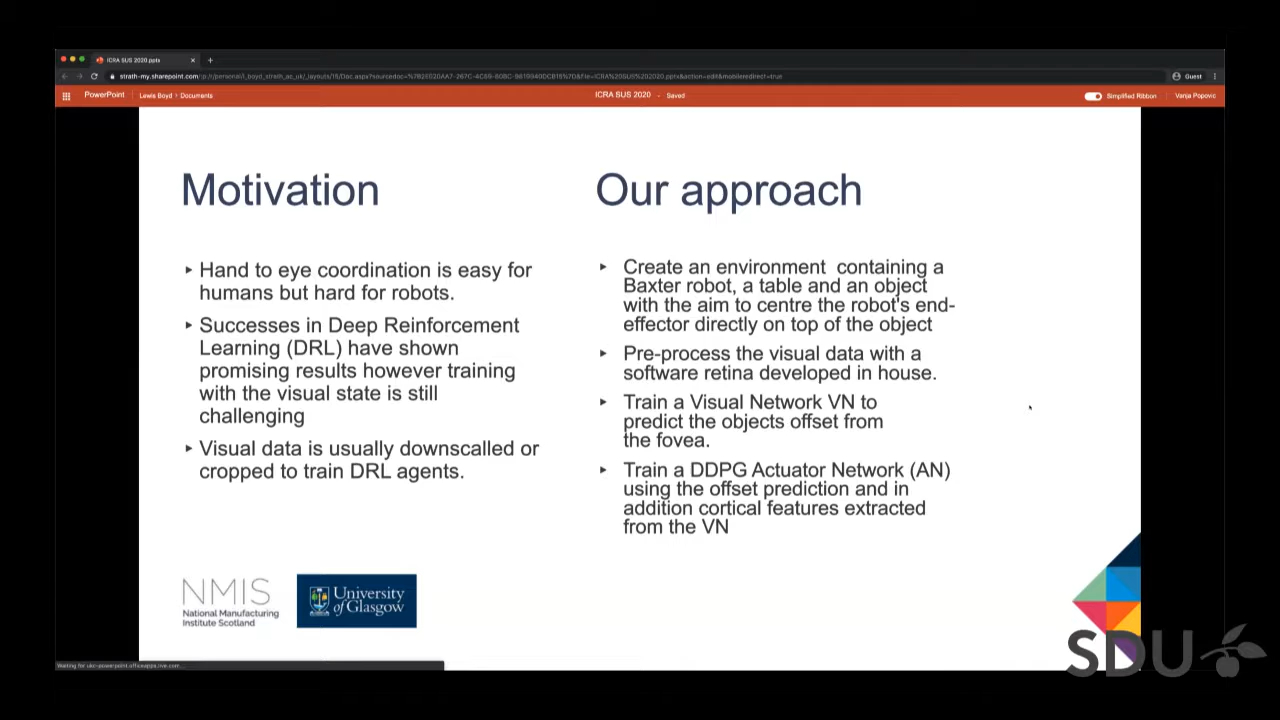 ICRA SUS 2020.pptx
Guest
PowerPoint
Lewis Boyd > Documents
ICRA SUS 2020 - Saved
Simplified Ribbon
Vanja Popovic
Motivation
Hand to eye coordination is easy for
humans but hard for robots.
Successes in Deep Reinforcement
Learning (DRL) have shown
promising results however training
with the visual state is still
challenging
Visual data is usually downscalled or
cropped to train DRL agents.
Our approach
Create an environment containing a
Baxter robot, a table and an object
with the aim to centre the robot's end-
effector directly on top of the object
Pre-process the visual data with a
software retina developed in house.
Train a Visual Network VN to
predict the objects offset from
the fovea.
Train a DDPG Actuator Network (AN)
using the offset prediction and in
addition cortical features extracted
from the VN
NMIS
National Manufacturing
Institute Scotland
University
of Glasgow
SDU